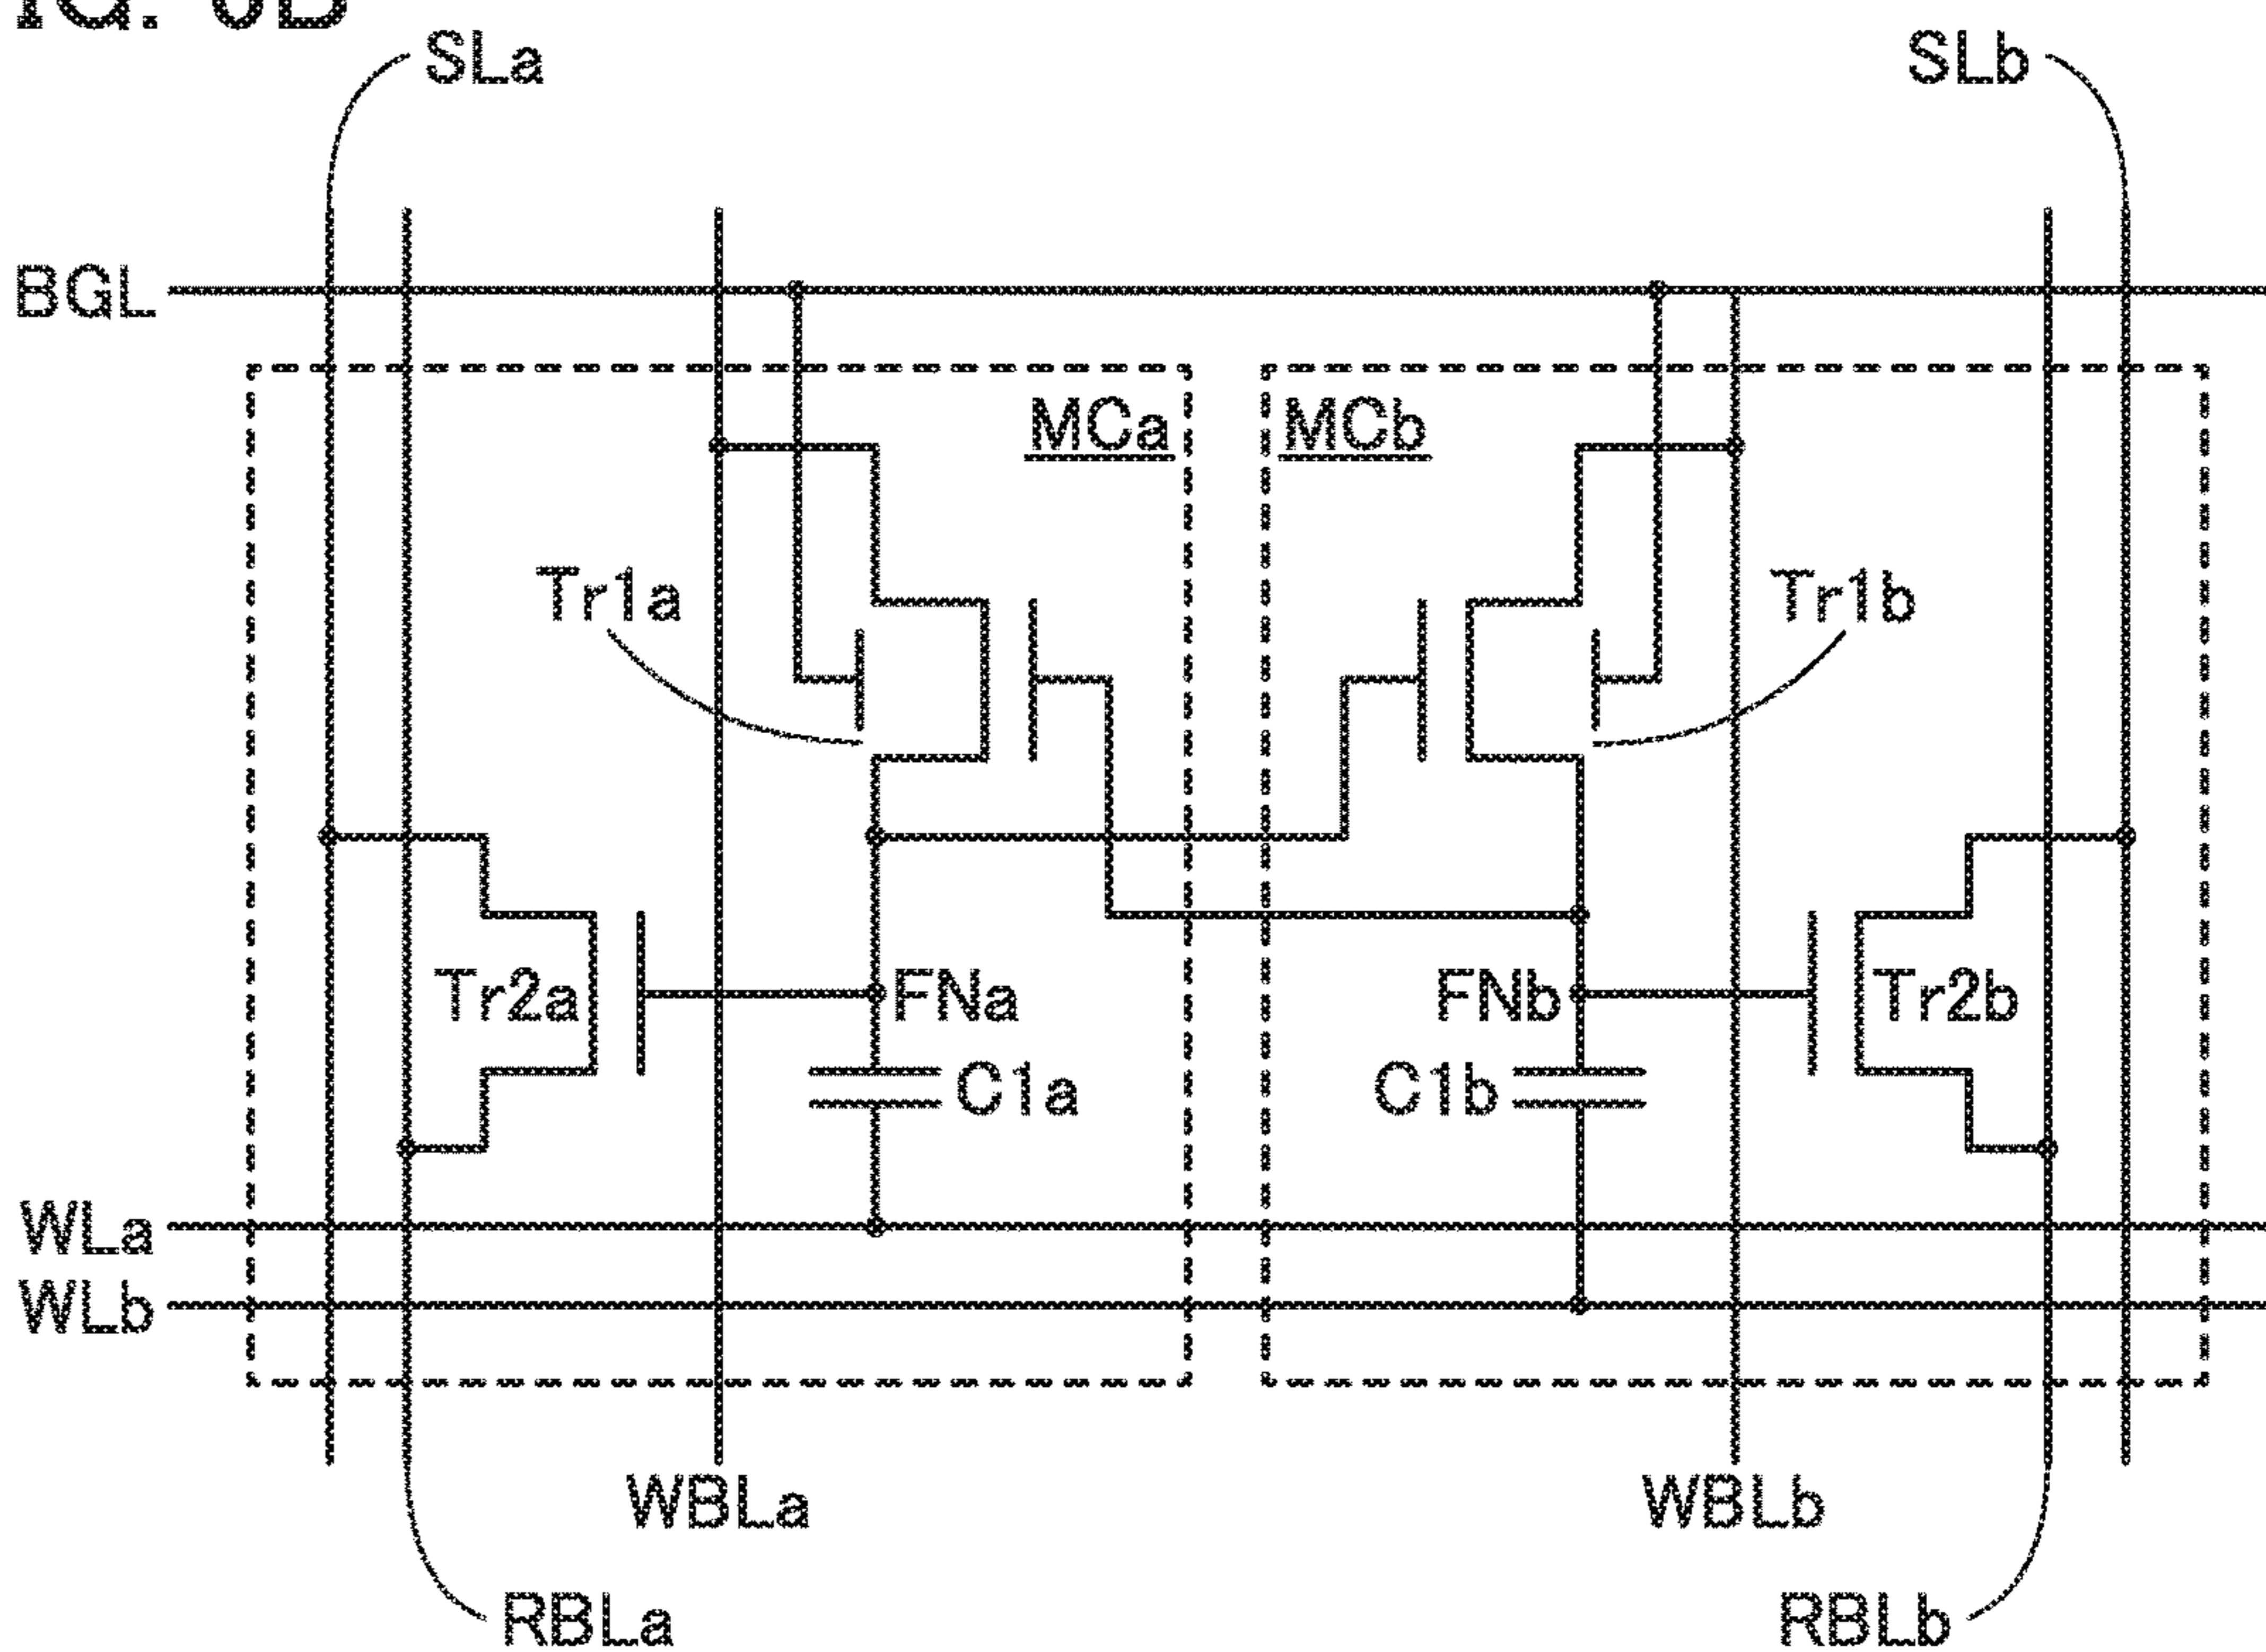 SLa
SLb
BGL
MCa
MCb
Tr1a
Tr1b
Tr2a
FNa
FNb
Tr2b
C1a
C1b
WLa
WLb
WBLa
WBLb
RBLa
RBLb